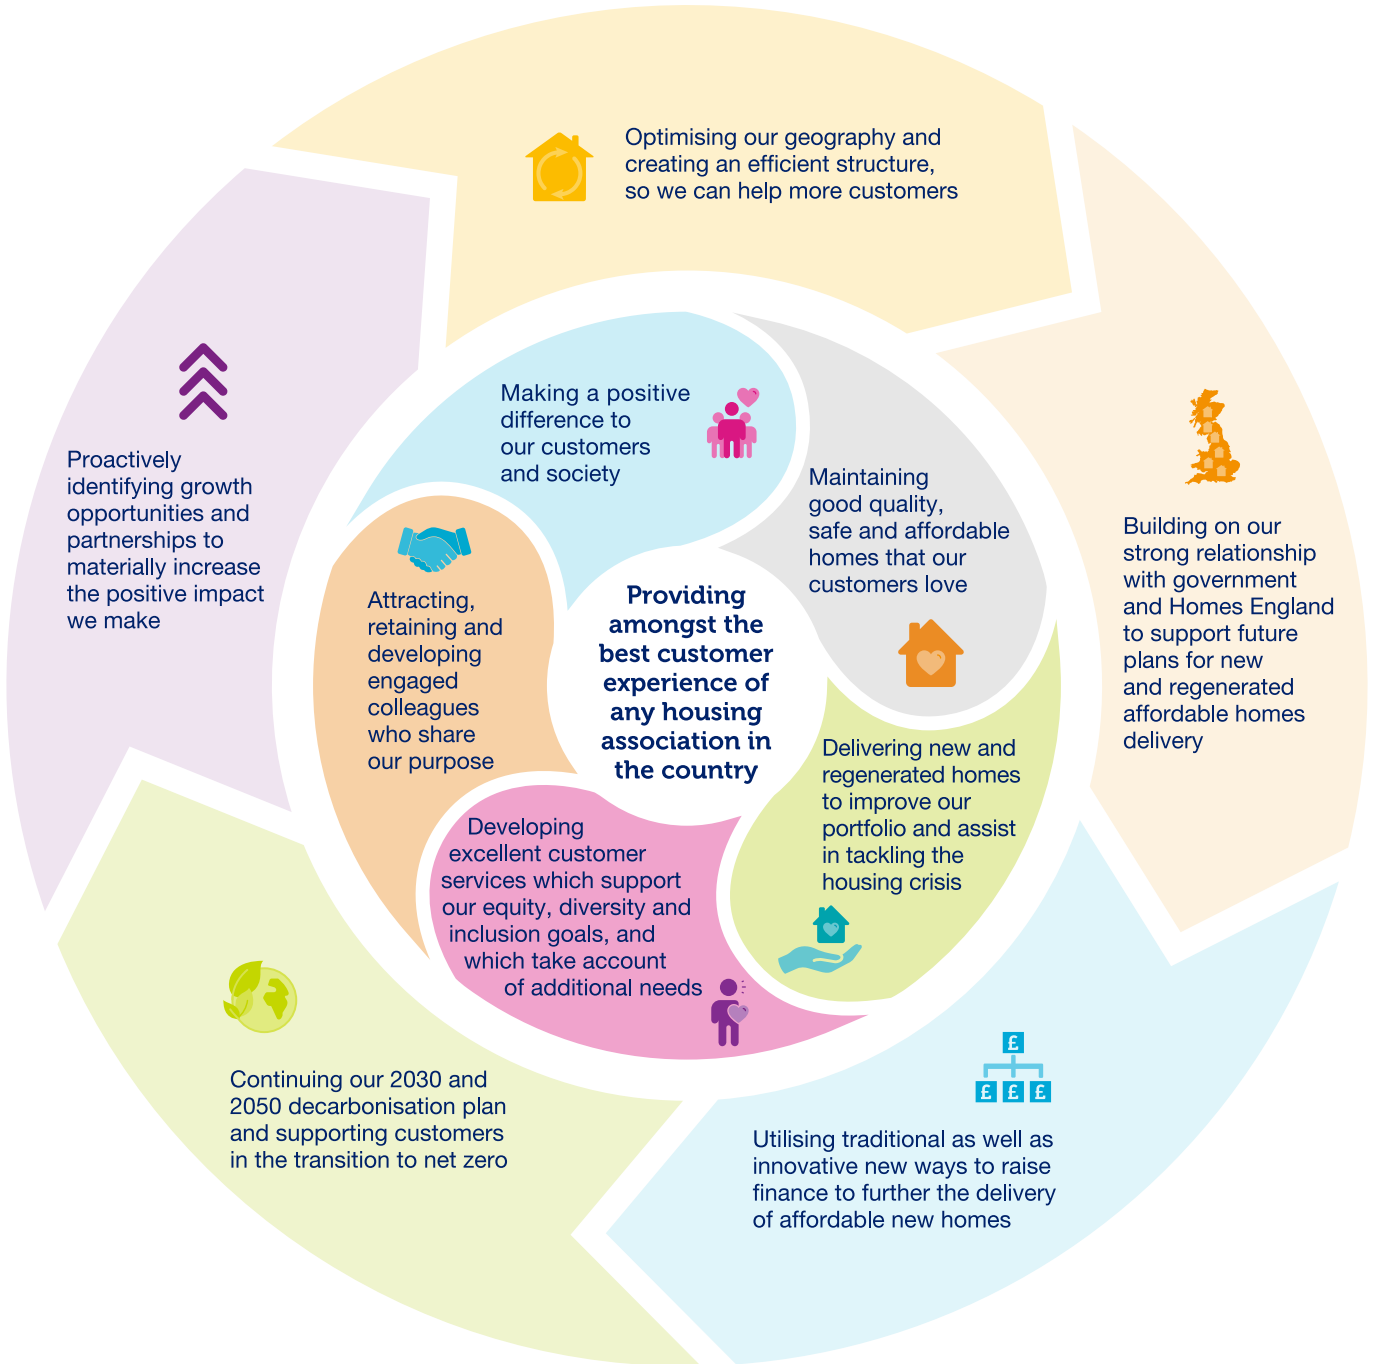 Optimising our geography and
creating an efficient structure,
so we can help more customers
Building on our
strong relationship
with government
and Homes England
to support future
plans for new
and regenerated
affordable homes
delivery
£
£ £ £
Utilising traditional as well as
innovative new ways to raise
finance to further the delivery
of affordable new homes
Continuing our 2030 and
2050 decarbonisation plan
and supporting customers
in the transition to net zero
Proactively
identifying growth
opportunities and
partnerships to
materially increase
the positive impact
we make
Making a positive
difference to
our customers
and society
Maintaining
good quality,
safe and affordable
homes that our
customers love
Delivering new and
regenerated homes
to improve our
portfolio and assist
in tackling the
housing crisis
Developing
excellent customer
services which support
our equity, diversity and
inclusion goals, and
which take account
of additional needs
Attracting,
retaining and
developing
engaged
colleagues
who share
our purpose
Providing
amongst the
best customer
experience of
any housing
association in
the country